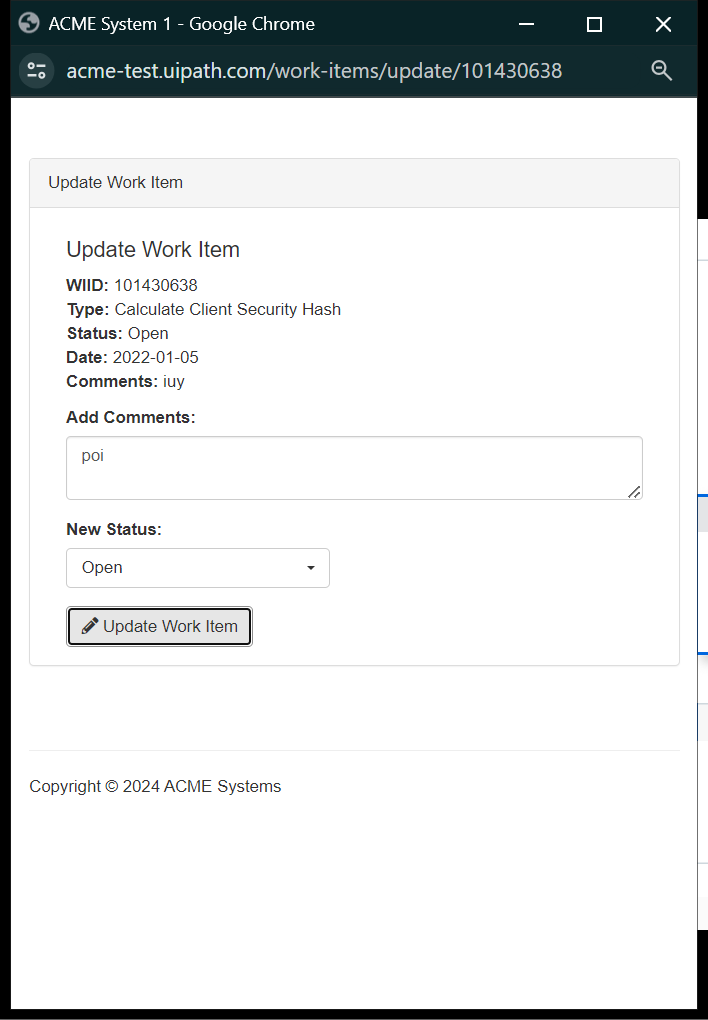 ACME System 1 - Google Chrome
acme-test.uipath.com/work-items/update/101430638
Update Work Item
Update Work Item
WIID: 101430638
Type: Calculate Client Security Hash
Status: Open
Date: 2022-01-05
Comments: iuy
Add Comments:
poi
New Status:
Open
Update Work Item
Copyright © 2024 ACME Systems